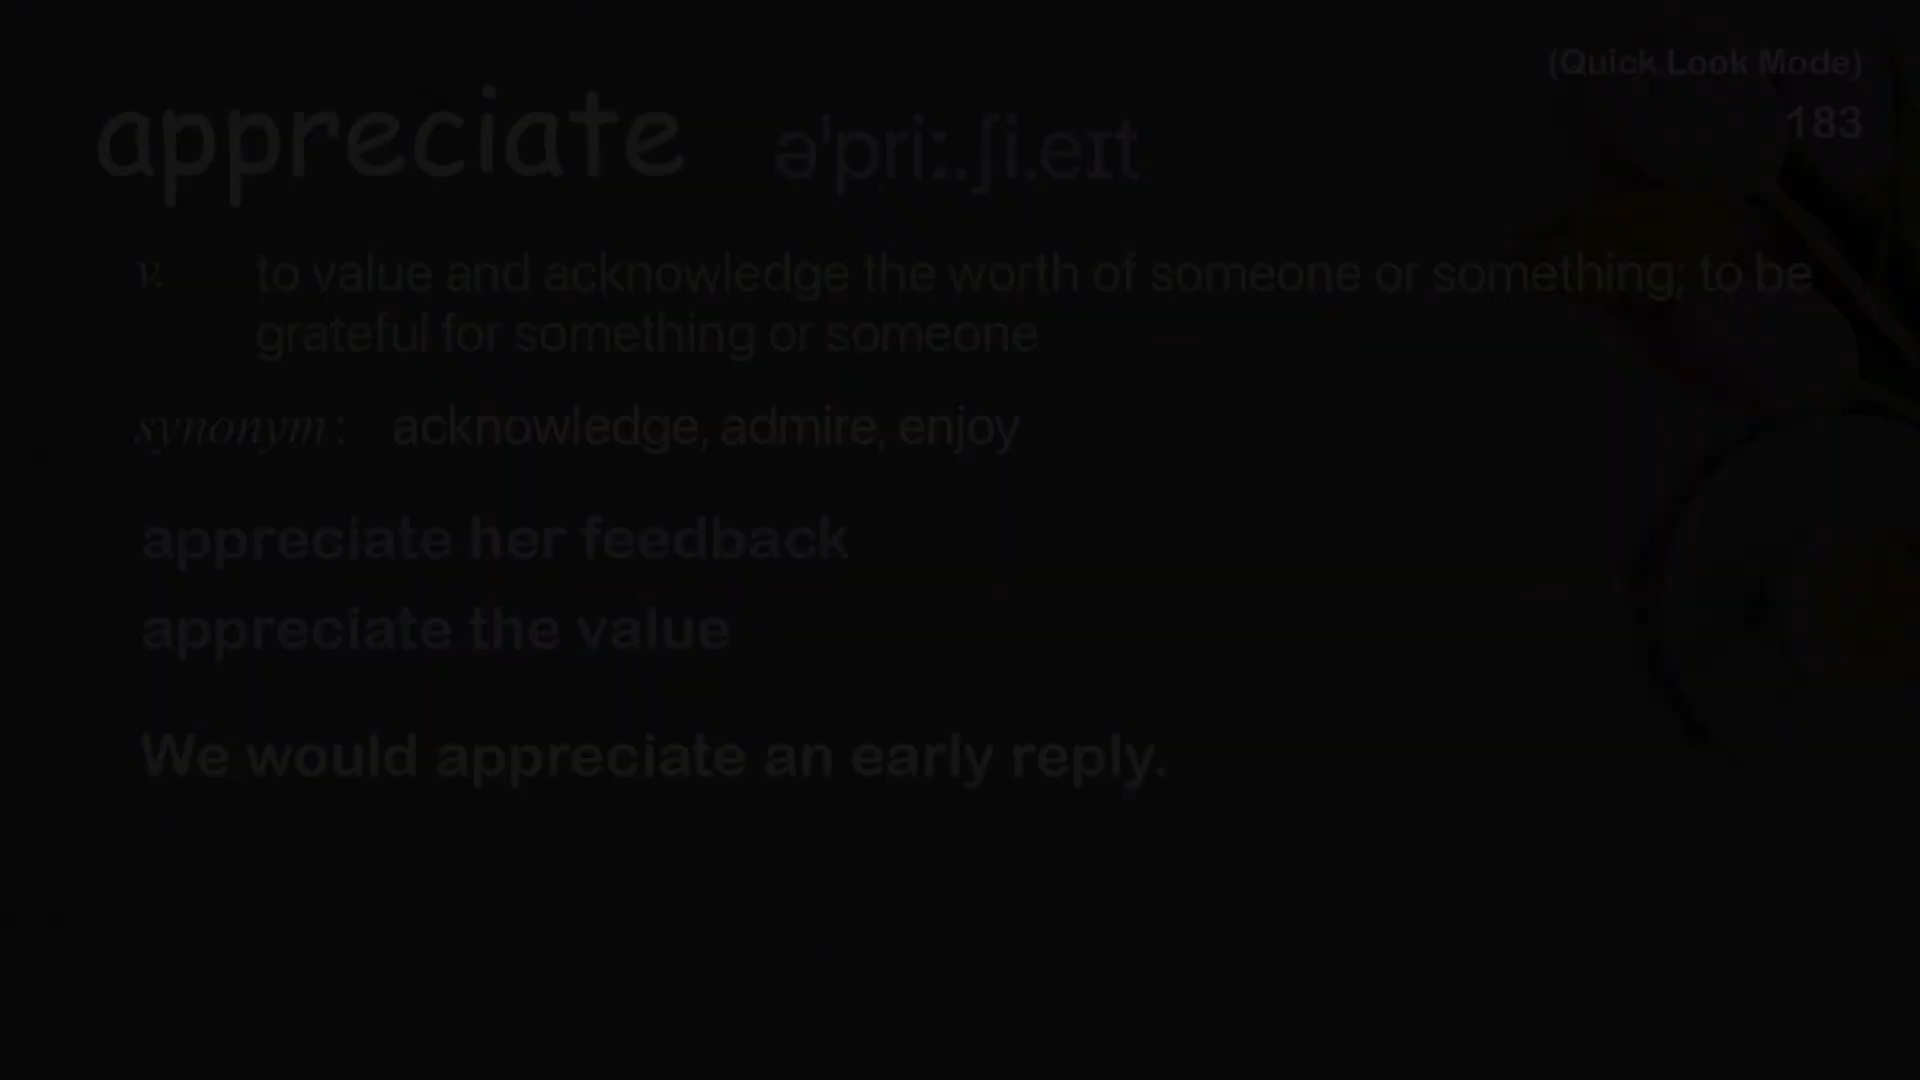 (Quick Look Mode)
appreciate əˈpriː.ʃi.eɪt 183
v. to value and acknowledge the worth of someone or something; to be
grateful for something or someone
synonym: acknowledge, admire, enjoy
appreciate her feedback
appreciate the value
We would appreciate an early reply.